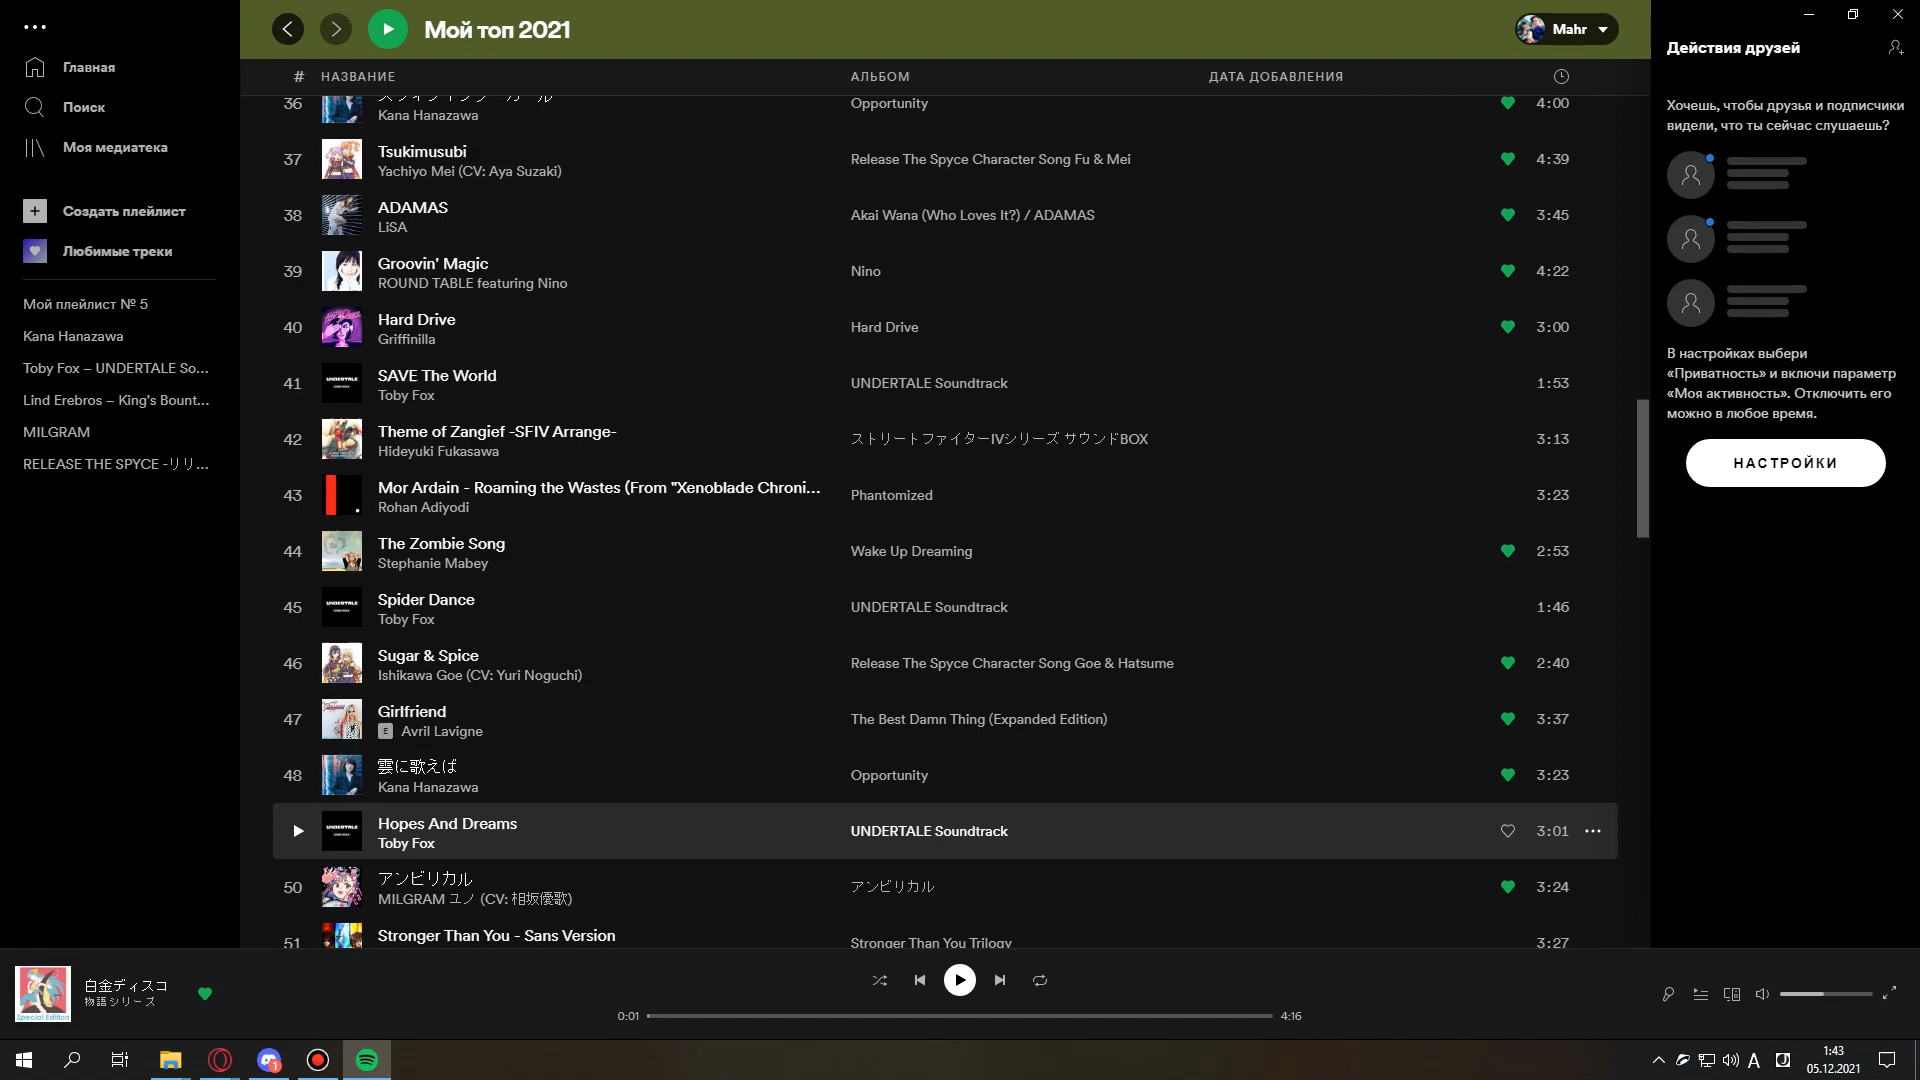 Главная
Поиск
Моя медиатека
Создать плейлист
Любимые треки
Мой плейлист № 5
Kana Hanazawa
Toby Fox – UNDERTALE So...
Lind Erebros – King's Bount...
MILGRAM
RELEASE THE SPYCE -リリ...
Мой топ 2021
Mahr
# НАЗВАНИЕ АЛЬБОМ ДАТА ДОБАВЛЕНИЯ
36 Opportunity 4:00
Kana Hanazawa
37 Tsukimusubi Release The Spyce Character Song Fu & Mei 4:39
Yachiyo Mei (CV: Aya Suzaki)
38 ADAMAS Akai Wana (Who Loves It?) / ADAMAS 3:45
LiSA
39 Groovin' Magic Nino 4:22
ROUND TABLE featuring Nino
40 Hard Drive Hard Drive 3:00
Griffinilla
41 SAVE The World UNDERTALE Soundtrack 1:53
Toby Fox
42 Theme of Zangief -SFIV Arrange- ストリートファイターIVシリーズ サウンドBOX 3:13
Hideyuki Fukasawa
43 Mor Ardain - Roaming the Wastes (From "Xenoblade Chroni... Phantomized 3:23
Rohan Adiyodi
44 The Zombie Song Wake Up Dreaming 2:53
Stephanie Mabey
45 Spider Dance UNDERTALE Soundtrack 1:46
Toby Fox
46 Sugar & Spice Release The Spyce Character Song Goe & Hatsume 2:40
Ishikawa Goe (CV: Yuri Noguchi)
47 Girlfriend The Best Damn Thing (Expanded Edition) 3:37
E Avril Lavigne
48 雲に歌えば Opportunity 3:23
Kana Hanazawa
Hopes And Dreams UNDERTALE Soundtrack 3:01
Toby Fox
50 アンビリカル アンビリカル 3:24
MILGRAM ユノ (CV: 相坂優歌)
51 Stronger Than You - Sans Version Stronger Than You Trilogy 3:27
Действия друзей
Хочешь, чтобы друзья и подписчики
видели, что ты сейчас слушаешь?
В настройках выбери
«Приватность» и включи параметр
«Моя активность». Отключить его
можно в любое время.
НАСТРОЙКИ
Special Edition
白金ディスコ
物語シリーズ
0:01
4:16
1
A
J
1:43
05.12.2021